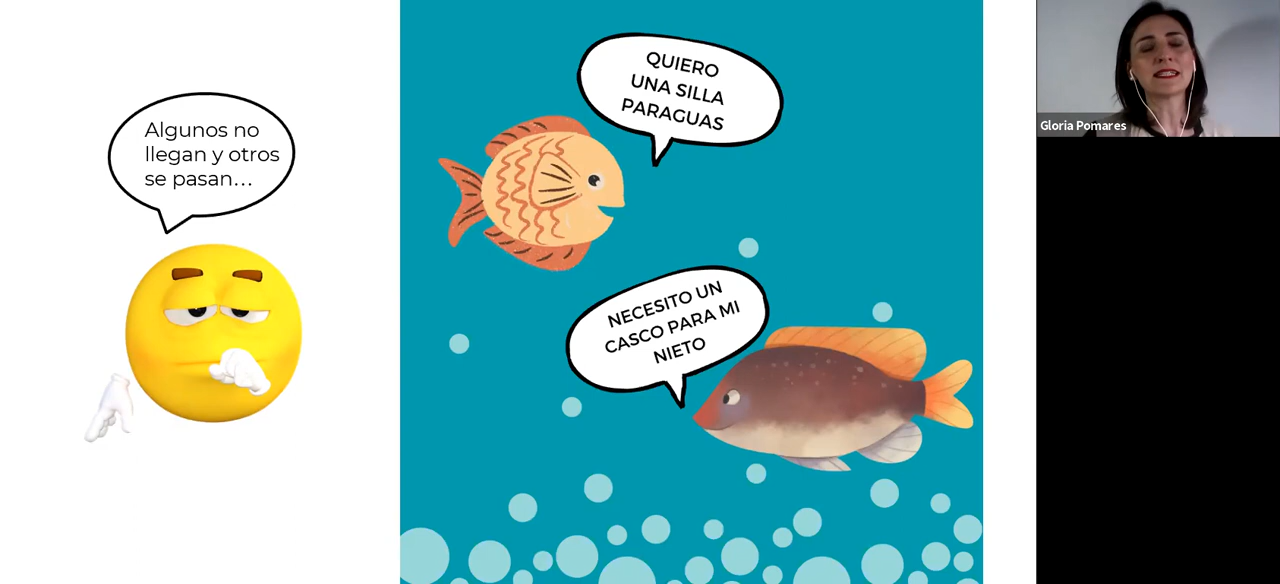 Algunos no
llegan y otros
se pasan...
QUIERO
UNA SILLA
PARAGUAS
NECESITO UN
CASCO PARA MI
NIETO
Gloria Pomares